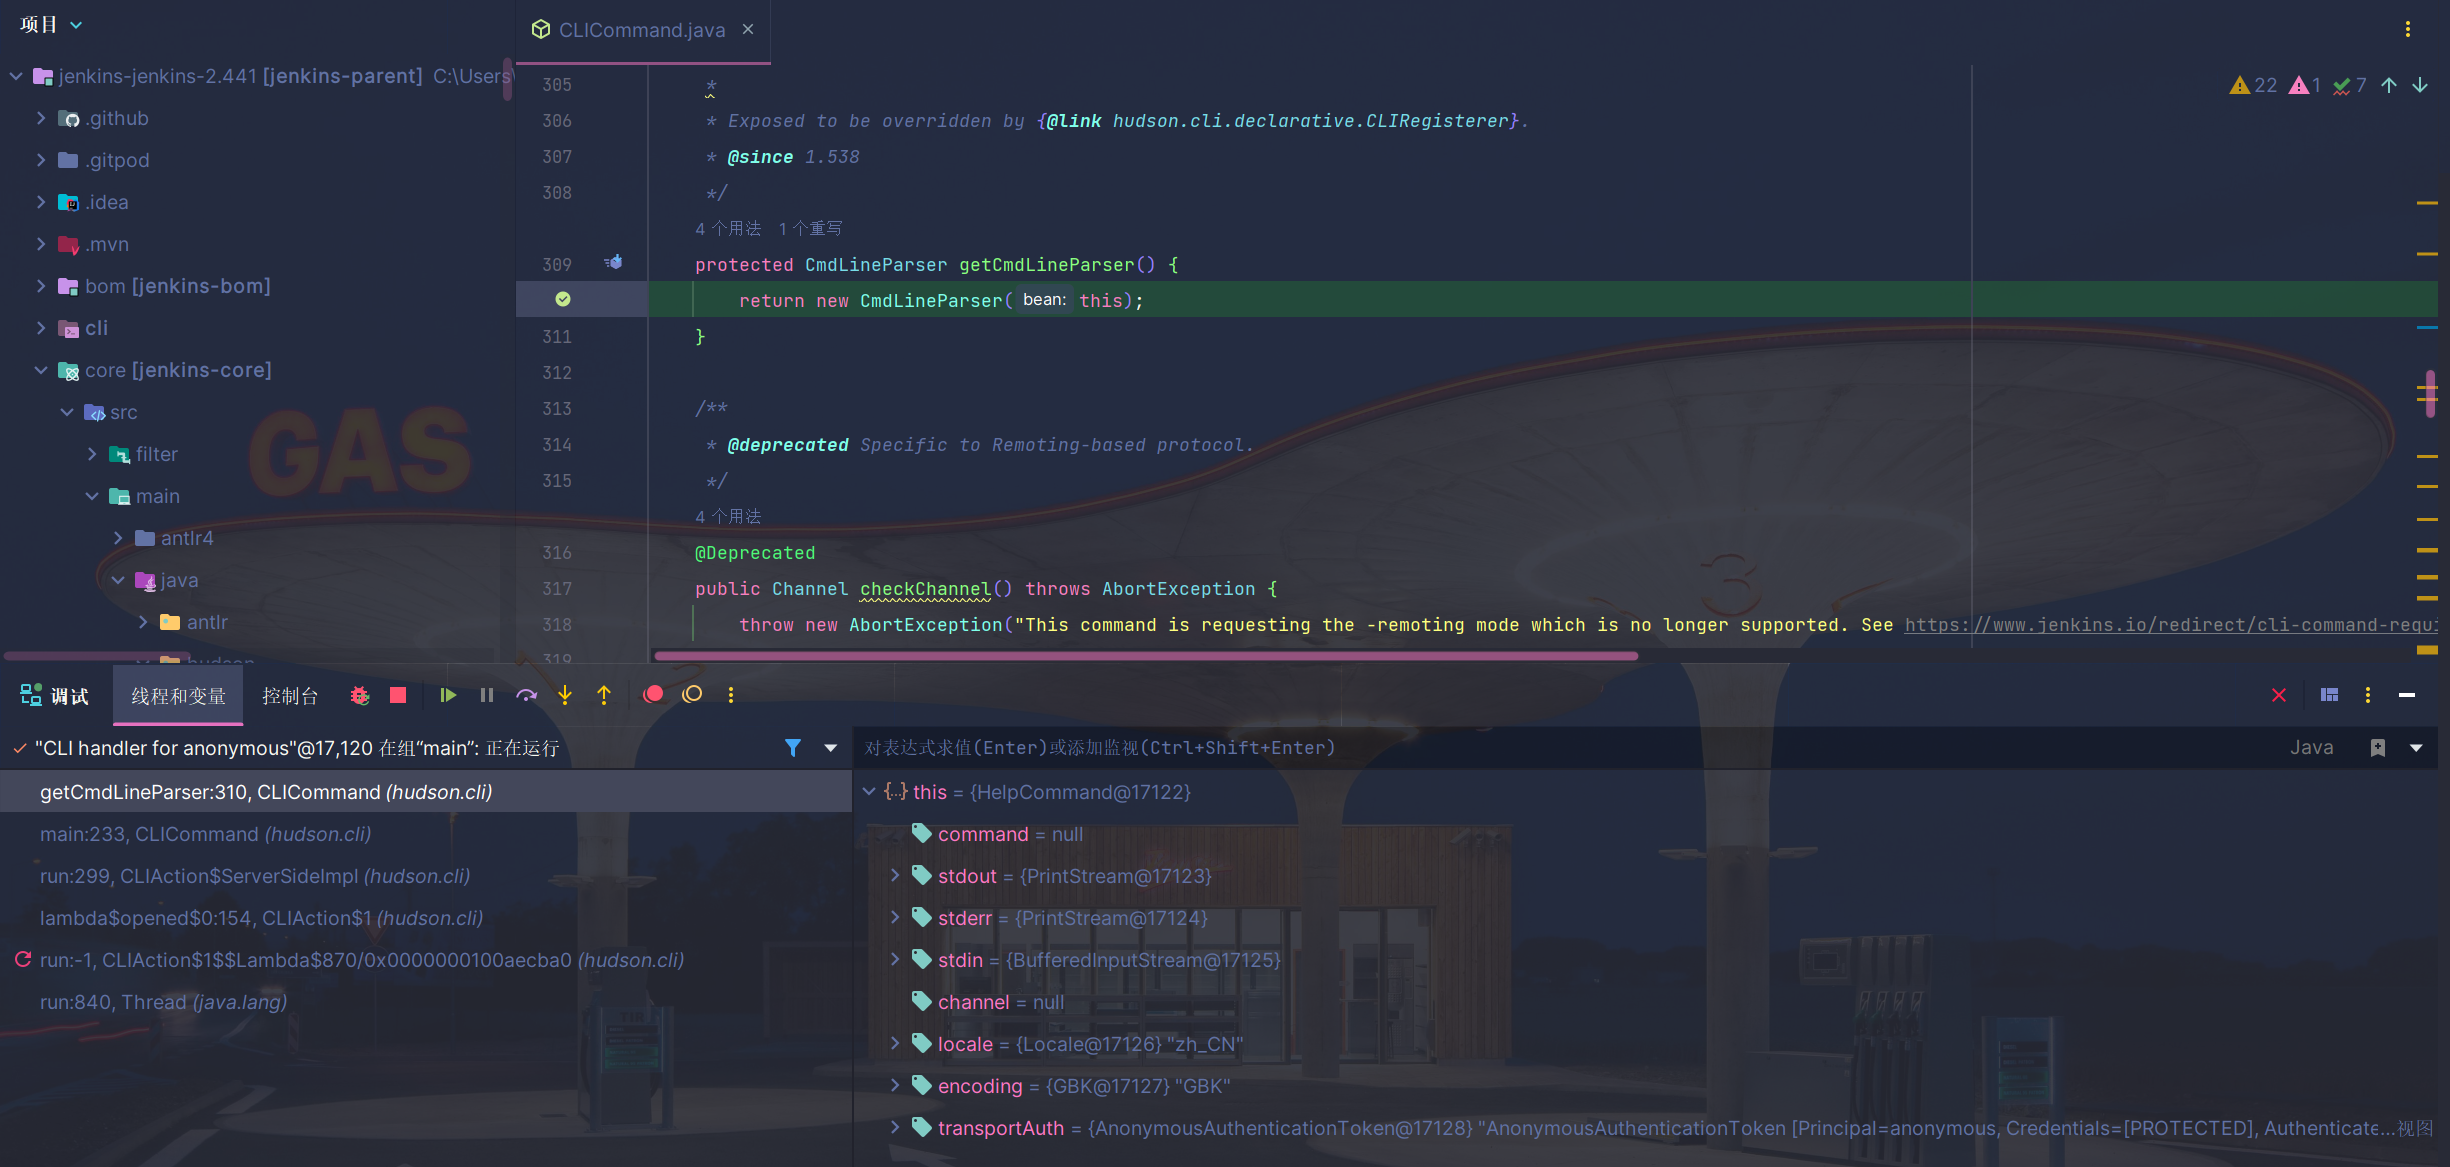 项目
CLICommand.java
jenkins-jenkins-2.441 [jenkins-parent] C:\Users\
.github
.gitpod
.idea
.mvn
bom [jenkins-bom]
cli
core [jenkins-core]
src
filter
main
antlr4
java
antlr
hudson
GAS
22 1 7
305 *
306 * Exposed to be overridden by {@link hudson.cli.declarative.CLIRegisterer}.
307 * @since 1.538
308 */
4 个用法 1 个重写
309 protected CmdLineParser getCmdLineParser() {
return new CmdLineParser( bean: this);
311 }
312
313 /**
314 * @deprecated Specific to Remoting-based protocol.
315 */
4 个用法
316 @Deprecated
317 public Channel checkChannel() throws AbortException {
318 throw new AbortException("This command is requesting the -remoting mode which is no longer supported. See https://www.jenkins.io/redirect/cli-command-requi
319
3
调试
线程和变量
控制台
"CLI handler for anonymous"@17,120 在组“main”: 正在运行
getCmdLineParser:310, CLICommand (hudson.cli)
main:233, CLICommand (hudson.cli)
run:299, CLIAction$ServerSideImpl (hudson.cli)
lambda$opened$0:154, CLIAction$1 (hudson.cli)
run:-1, CLIAction$1$$Lambda$870/0x0000000100aecba0 (hudson.cli)
run:840, Thread (java.lang)
对表达式求值(Enter)或添加监视(Ctrl+Shift+Enter)
Java
this = {HelpCommand@17122}
command = null
stdout = {PrintStream@17123}
stderr = {PrintStream@17124}
stdin = {BufferedInputStream@17125}
channel = null
locale = {Locale@17126} "zh_CN"
encoding = {GBK@17127} "GBK"
transportAuth = {AnonymousAuthenticationToken@17128} "AnonymousAuthenticationToken [Principal=anonymous, Credentials=[PROTECTED], Authenticate...视图